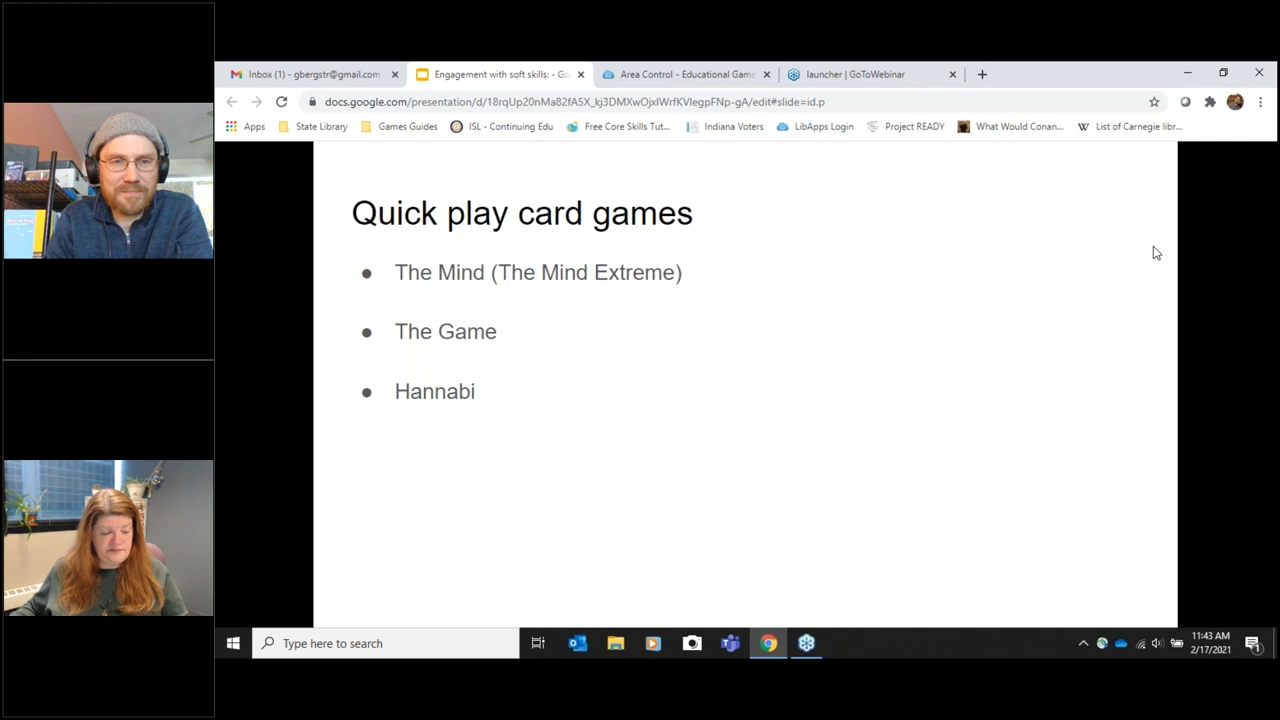 Inbox (1) - gbergstr@gmail.com
Engagement with soft skills: - Go
Area Control - Educational Game
launcher | GoToWebinar
docs.google.com/presentation/d/18rqUp20nMa82fA5X_kj3DMXwOjxlWrfKVlegpFNp-gA/edit#slide=id.p
Apps
State Library
Games Guides
ISL - Continuing Edu
Free Core Skills Tut...
Indiana Voters
LibApps Login
Project READY
What Would Conan...
W List of Carnegie libr...
Quick play card games
● The Mind (The Mind Extreme)
● The Game
● Hannabi
Type here to search
11:43 AM
2/17/2021
1